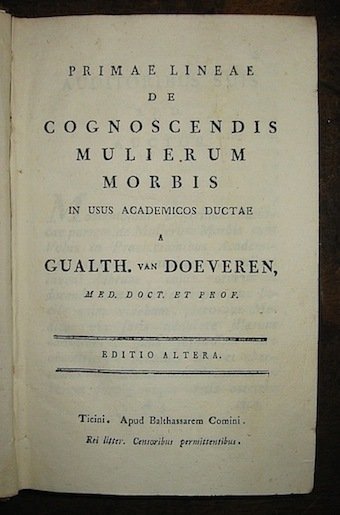 PRIMAE LINEAE
DE
COGNOSCENDIS
MULIERUM
MORBIS
IN USUS ACADEMICOS DUCTAE
A
GUALTH. VAN DOEVEREN,
MED. DOCT. ET PROF.
EDITIO ALTERA.
Ticini. Apud Balthassarem Comini.
Rei litter. Censoribus permittentibus.